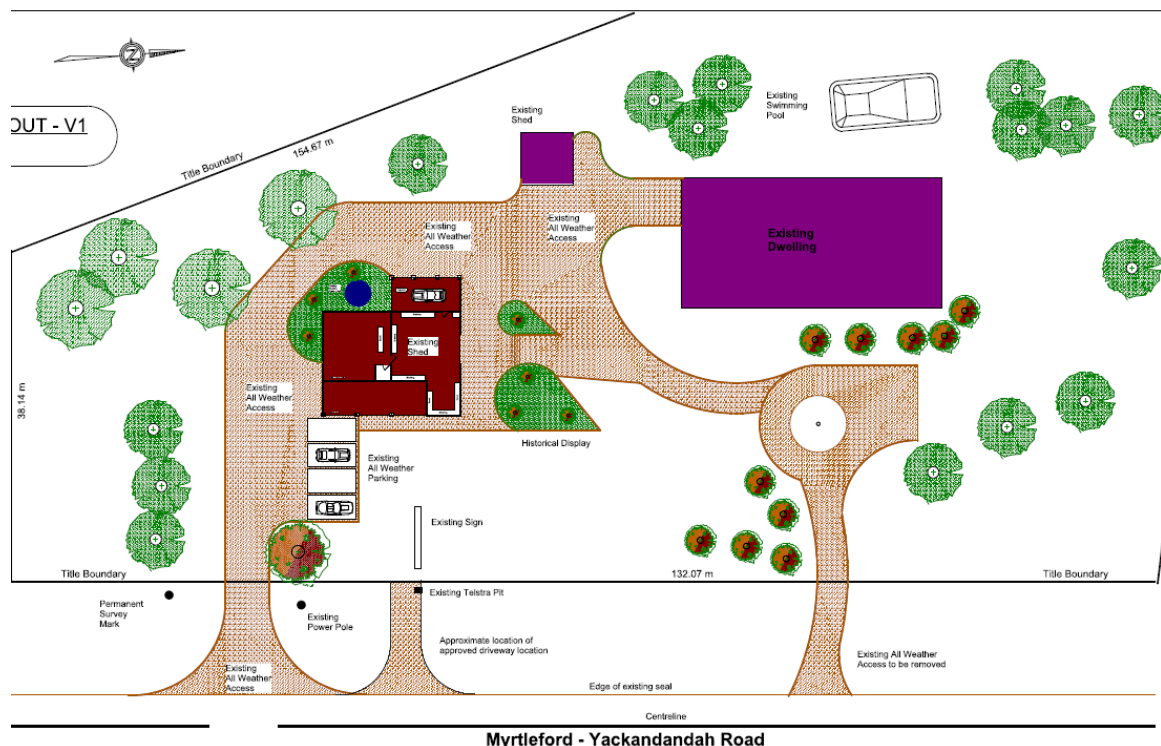 Z
OUT - V1
Title Boundary
154.67 m
Existing
Shed
Existing
Swimming
Pool
Existing
All Weather
Access
Existing
All Weather
Access
Existing
Dwelling
Existing
Shed
38.14 m
Existing
All Weather
Access
Historical Display
Existing
All Weather
Parking
Existing Sign
Title Boundary
132.07 m
Title Boundary
Permanent
Survey
Mark
Existing
Power Pole
Existing Telstra Pit
Approximate location of
approved driveway location
Existing All Weather
Access to be removed
Existing
All Weather
Access
Edge of existing seal
Centreline
Myrtleford - Yackandandah Road